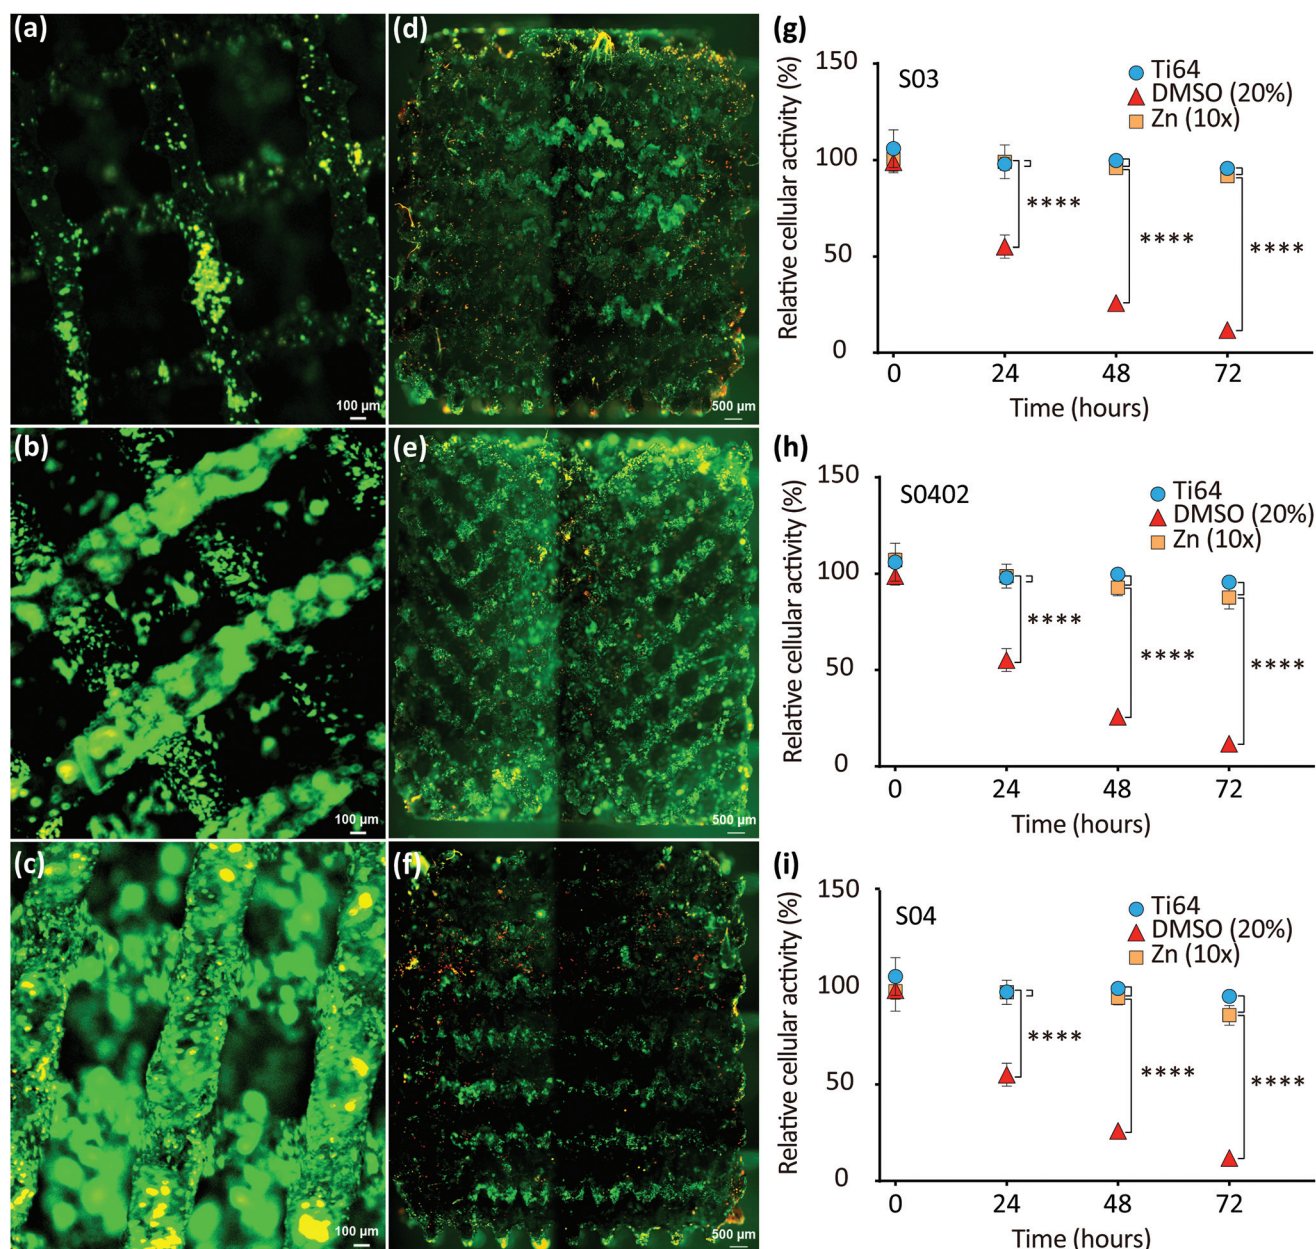 (a)
100 µm
(b)
100 µm
(c)
100 µm
(d)
500 µm
(e)
500 µm
(f)
500 µm
(g)
S03
Ti64
DMSO (20%)
Zn (10x)
Relative cellular activity (%)
150
100
50
0
****
****
****
0 24 48 72
Time (hours)
(h)
S0402
Ti64
DMSO (20%)
Zn (10x)
Relative cellular activity (%)
150
100
50
0
****
****
****
0 24 48 72
Time (hours)
(i)
S04
Ti64
DMSO (20%)
Zn (10x)
Relative cellular activity (%)
150
100
50
0
****
****
****
0 24 48 72
Time (hours)